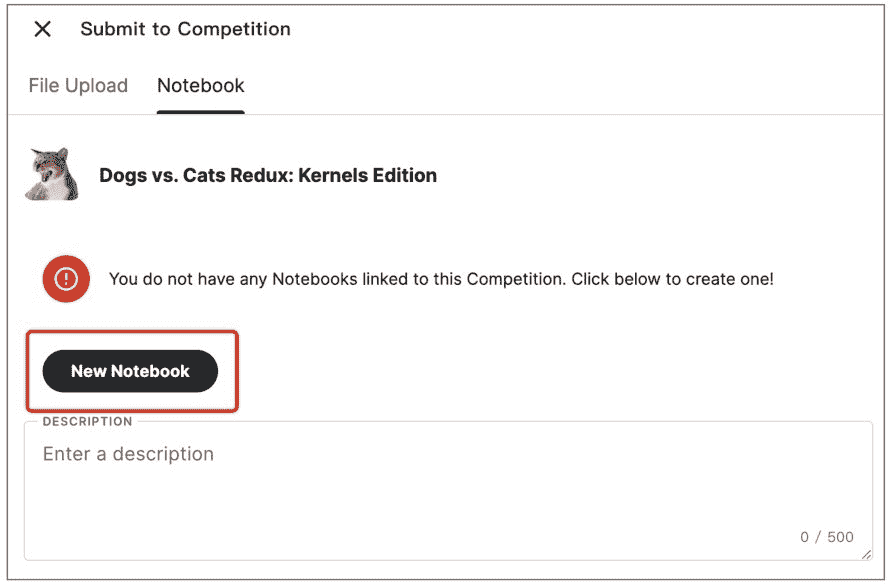 Submit to Competition
File Upload Notebook
Dogs vs. Cats Redux: Kernels Edition
You do not have any Notebooks linked to this Competition. Click below to create one!
New Notebook
DESCRIPTION
Enter a description
0 / 500